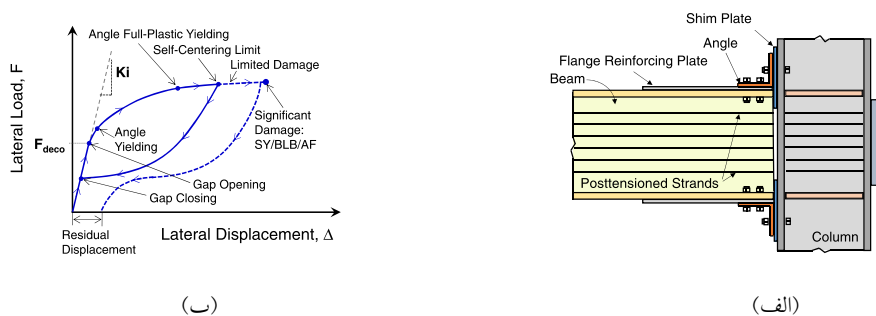 Angle Full-Plastic Yielding
Self-Centering Limit
Limited Damage
Ki
Lateral Load, F
F_deco
Angle
Yielding
Significant
Damage:
SY/BLB/AF
Gap Opening
Gap Closing
Residual
Displacement
Lateral Displacement, Δ
(ب)
Shim Plate
Angle
Flange Reinforcing Plate
Beam
Posttensioned Strands
Column
(الف)